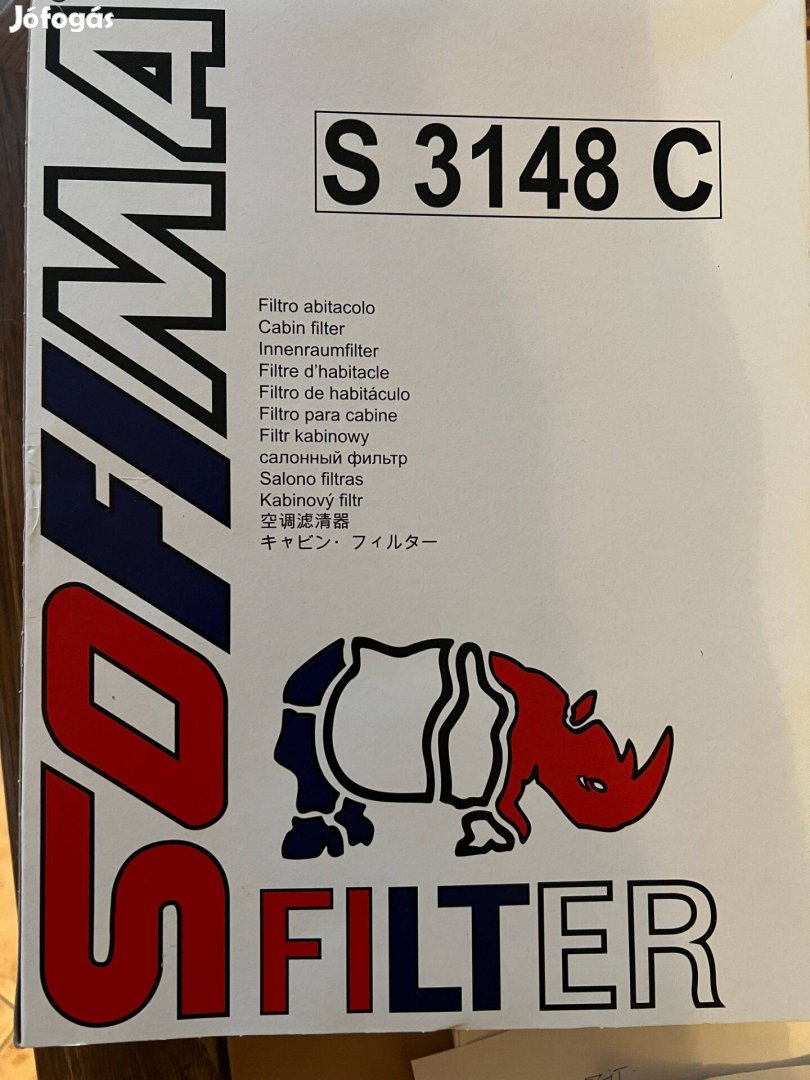 Jófogás
SOFIMA
S 3148 C
Filtro abitacolo
Cabin filter
Innenraumfilter
Filtre d'habitacle
Filtro de habitáculo
Filtro para cabine
Filtr kabinowy
салонный фильтр
Salono filtras
Kabinový filtr
空调滤清器
キャビン・フィルター
FILTER